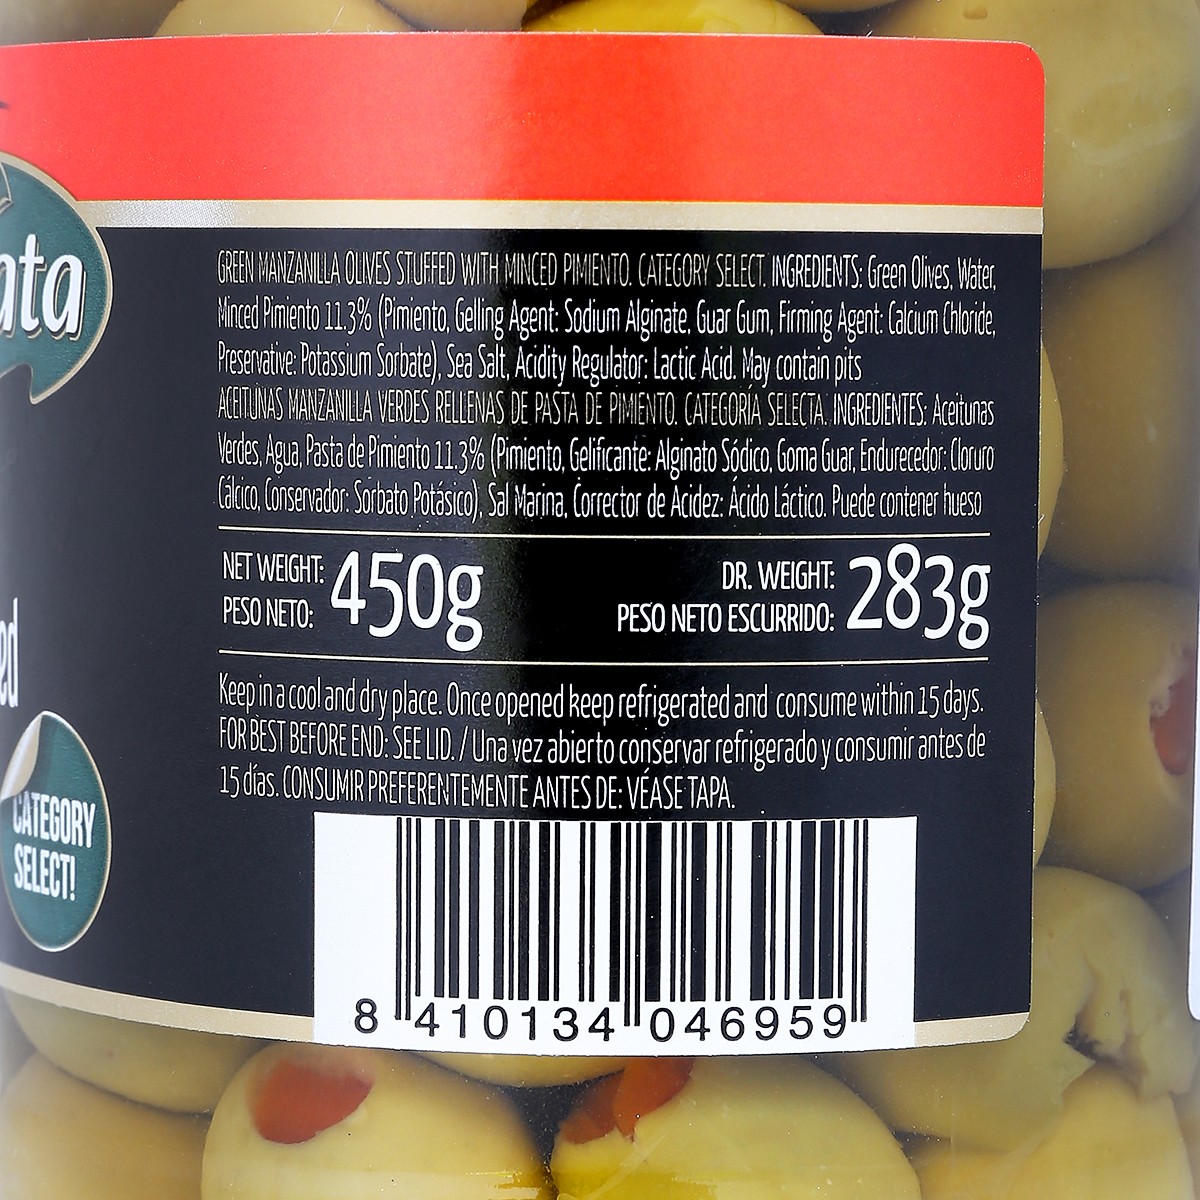 ata
GREEN MANZANILLA OLIVES STUFFED WITH MINCED PIMIENTO. CATEGORY SELECT. INGREDIENTS: Green Olives, Water,
Minced Pimiento 11.3% (Pimiento, Gelling Agent: Sodium Alginate, Guar Gum, Firming Agent: Calcium Chloride,
Preservative: Potassium Sorbate), Sea Salt, Acidity Regulator: Lactic Acid. May contain pits
ACEITUNAS MANZANILLA VERDES RELLENAS DE PASTA DE PIMIENTO. CATEGORÍA SELECTA. INGREDIENTES: Aceitunas
Verdes, Agua, Pasta de Pimiento 11.3% (Pimiento, Gelificante: Alginato Sódico, Goma Guar, Endurecedor: Cloruro
Cálcico, Conservador: Sorbato Potásico), Sal Marina, Corrector de Acidez: Ácido Láctico. Puede contener hueso
NET WEIGHT:
PESO NETO: 450g
DR. WEIGHT:
PESO NETO ESCURRIDO: 283g
ed
Keep in a cool and dry place. Once opened keep refrigerated and consume within 15 days.
FOR BEST BEFORE END: SEE LID. / Una vez abierto conservar refrigerado y consumir antes de
15 días. CONSUMIR PREFERENTEMENTE ANTES DE: VÉASE TAPA.
CATEGORY
SELECT!
8 410134 046959